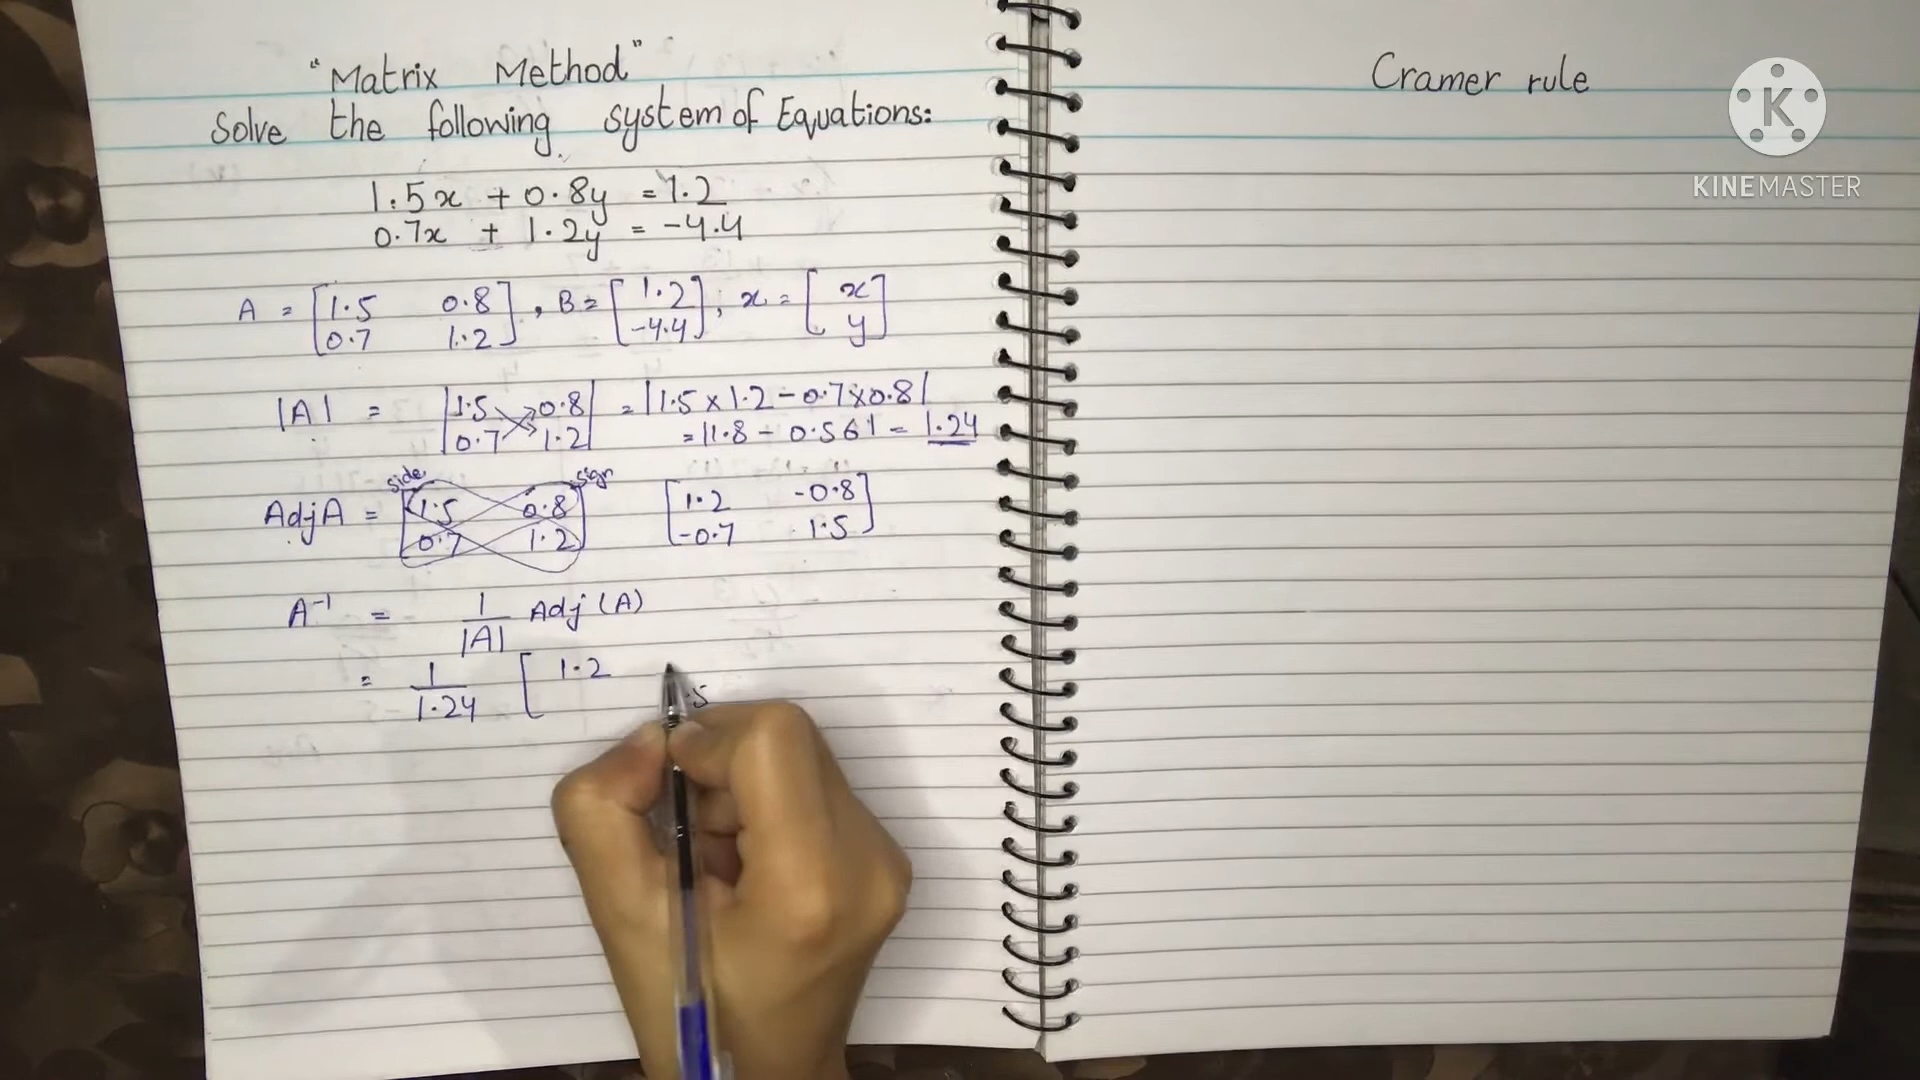 "Matrix Method"
Solve the following system of Equations:
1.5x + 0.8y = 1.2
0.7x + 1.2y = -4.4
A = [1.5 0.8], B = [1.2], x = [x]
0.7 1.2 -4.4 y
|A| = |1.5 0.8| = |1.5 x 1.2 - 0.7 x 0.8|
0.7 1.2 = |1.8 - 0.56| = 1.24
side sign
AdjA = [1.5 0.8] [1.2 -0.8]
0.7 1.2 -0.7 1.5
A⁻¹ = 1/|A| Adj (A)
= 1/1.24 [1.2
.5
Cramer rule
K
KINEMASTER